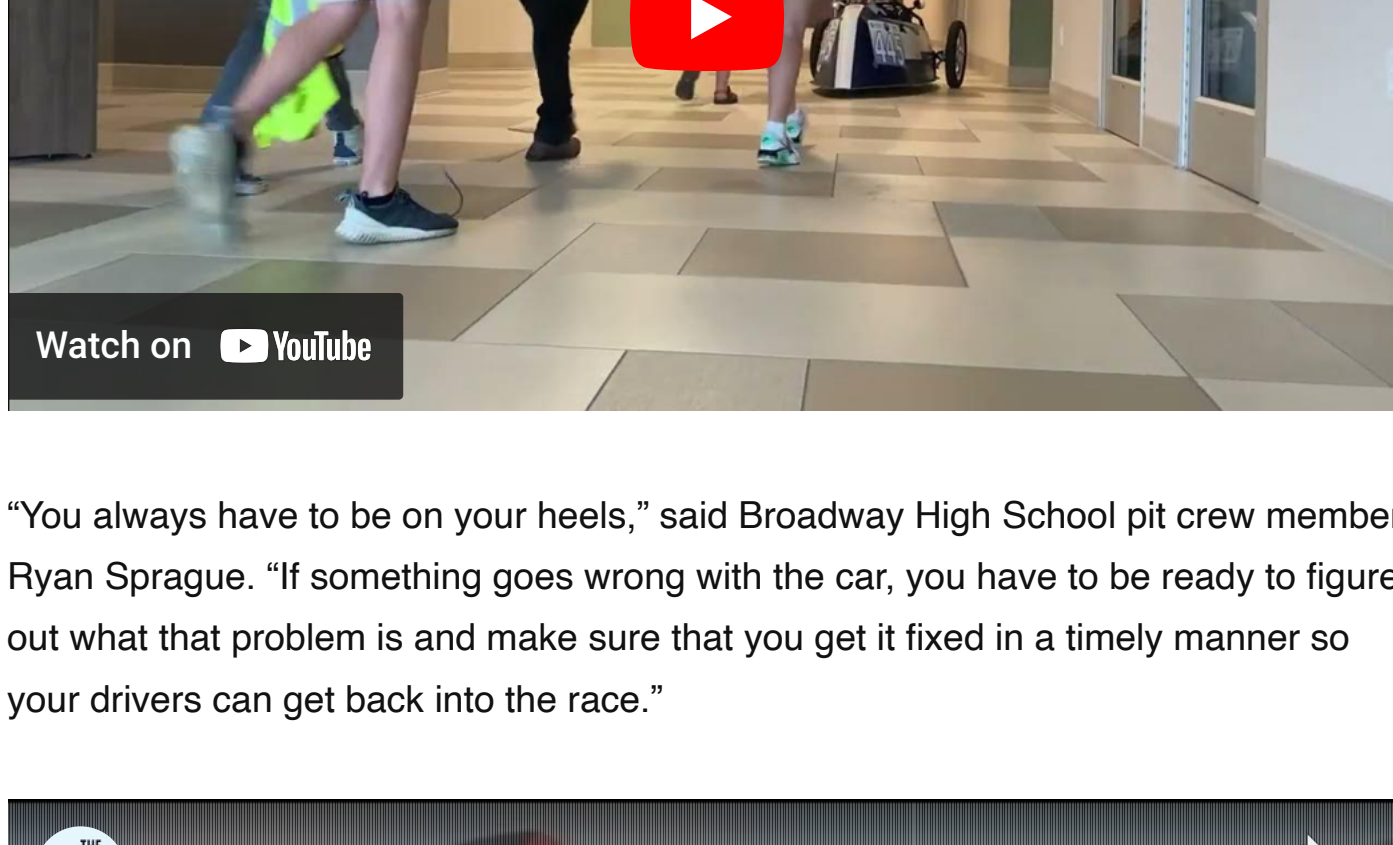 445
Watch on YouTube
“You always have to be on your heels,” said Broadway High School pit crew member
Ryan Sprague. “If something goes wrong with the car, you have to be ready to figure
out what that problem is and make sure that you get it fixed in a timely manner so
your drivers can get back into the race.”
THE